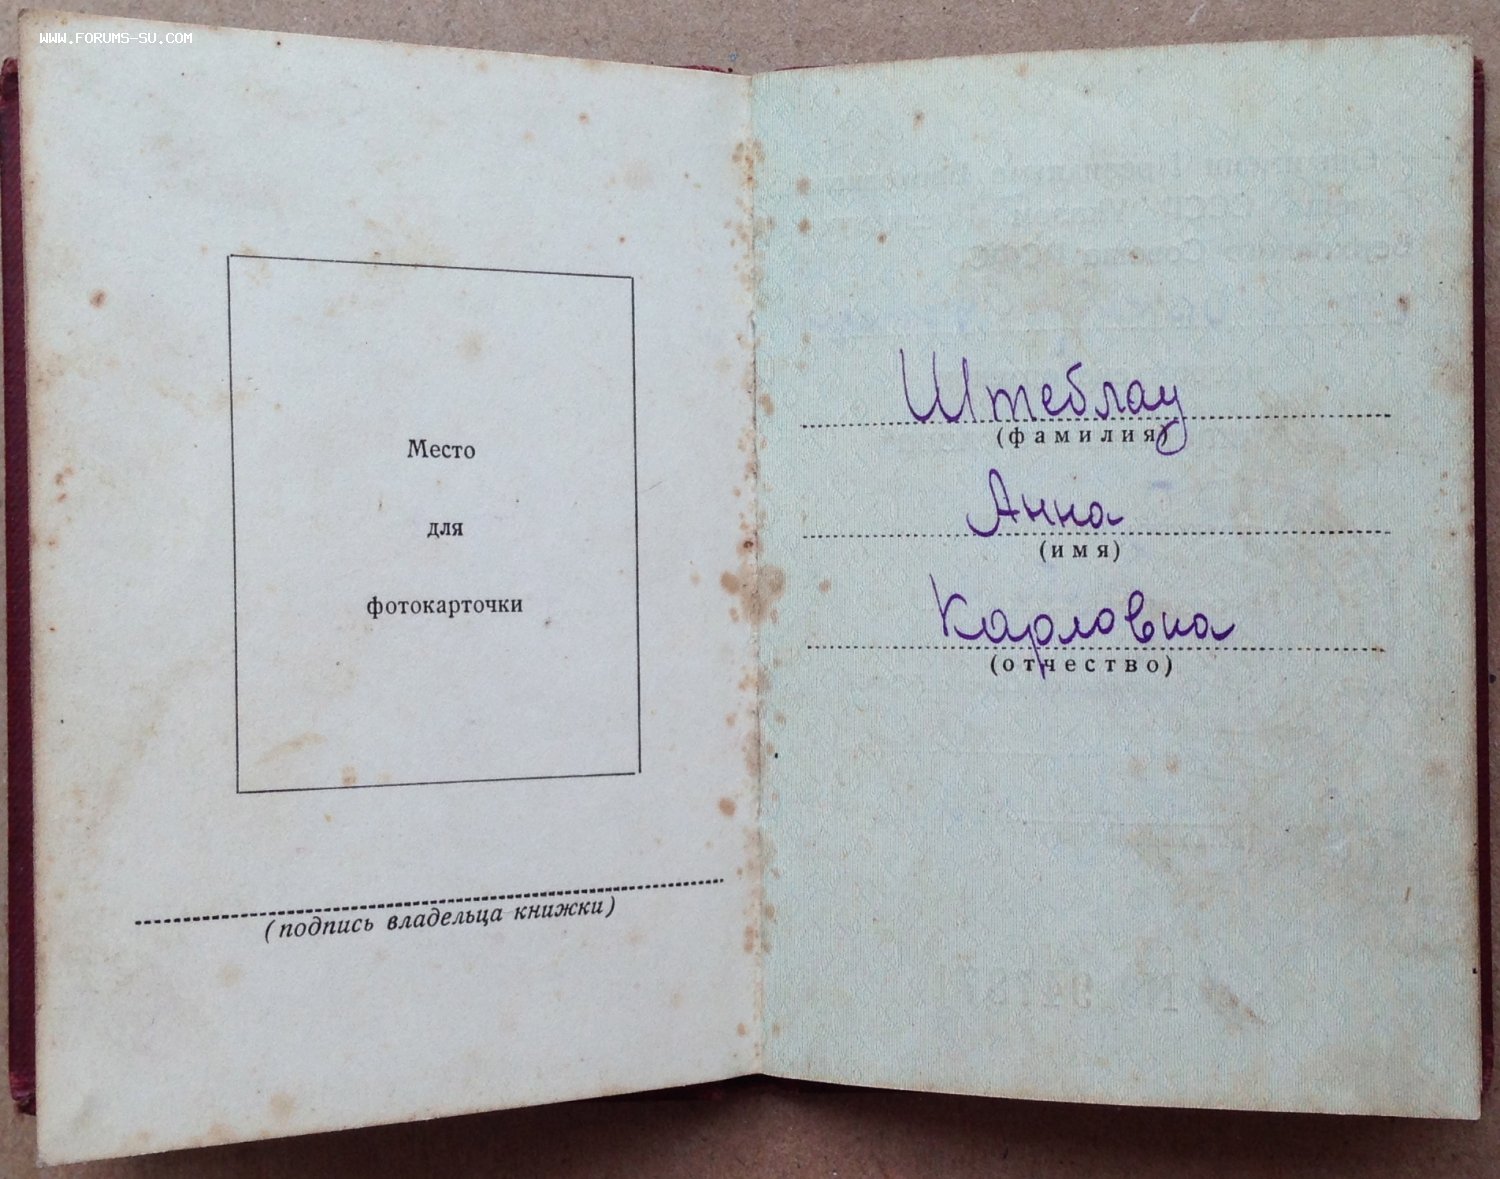 WWW.FORUMS-SU.COM
Место
для
фотокарточки
(подпись владельца книжки)
Штеблау
(фамилия)
Анна
(имя)
Карловна
(отчество)